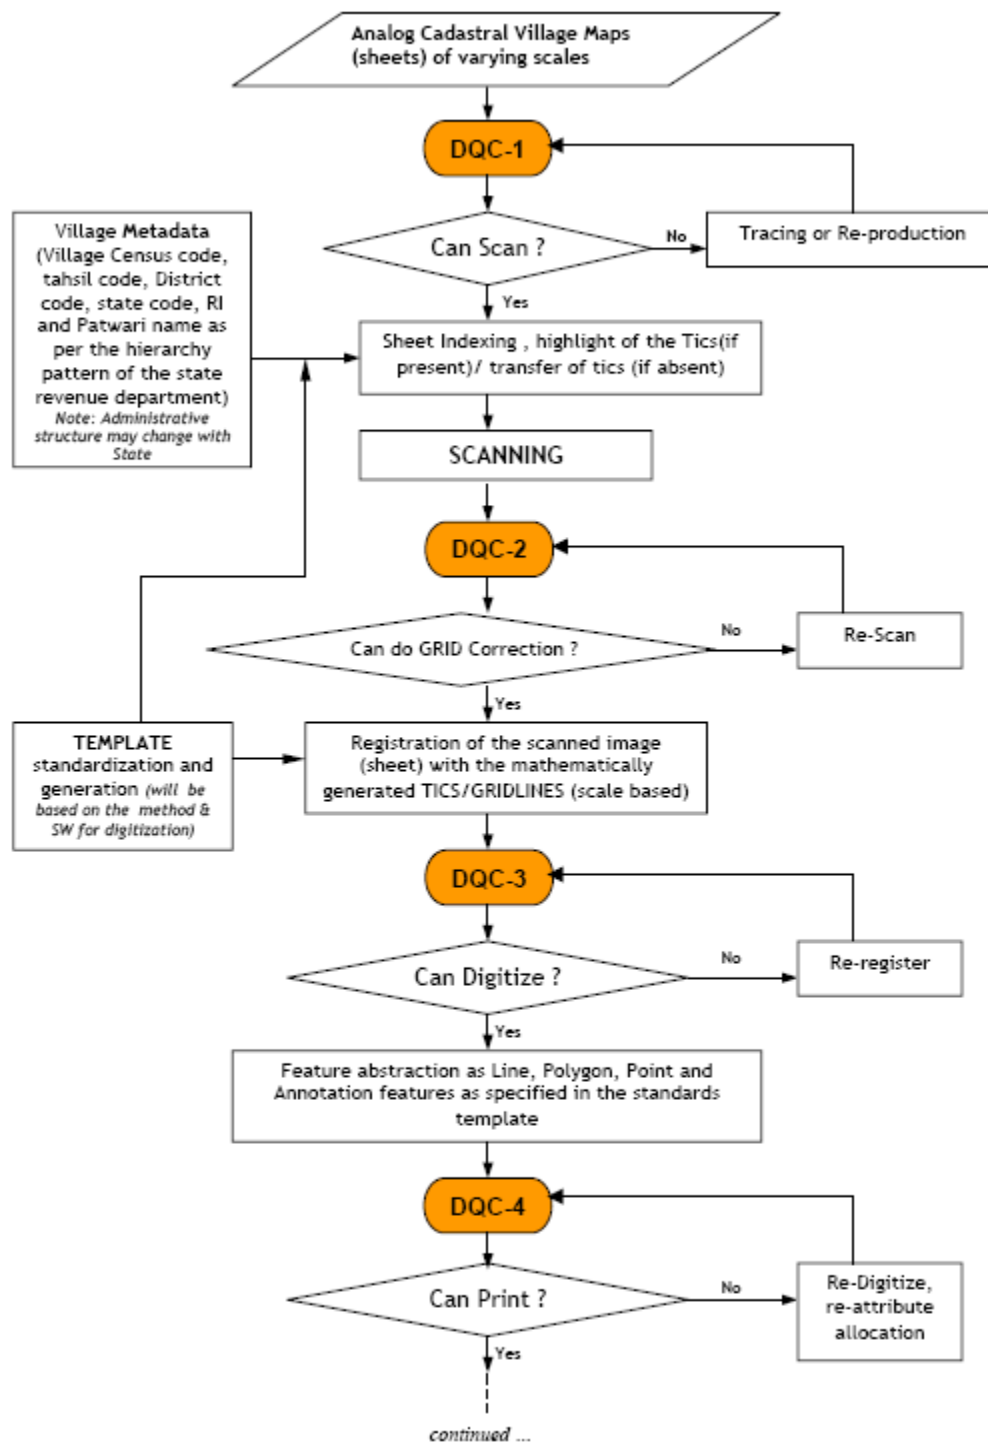 Analog Cadastral Village Maps
(sheets) of varying scales
DQC-1
Can Scan ?
No
Tracing or Re-production
Yes
Village Metadata
(Village Census code,
tahsil code, District
code, state code, RI
and Patwari name as
per the hierarchy
pattern of the state
revenue department)
Note: Administrative
structure may change with
State
Sheet Indexing , highlight of the Tics(if
present)/ transfer of tics (if absent)
SCANNING
DQC-2
Can do GRID Correction ?
No
Re-Scan
Yes
TEMPLATE
standardization and
generation (will be
based on the method &
SW for digitization)
Registration of the scanned image
(sheet) with the mathematically
generated TICS/GRIDLINES (scale based)
DQC-3
Can Digitize ?
No
Re-register
Yes
Feature abstraction as Line, Polygon, Point and
Annotation features as specified in the standards
template
DQC-4
Can Print ?
No
Re-Digitize,
re-attribute
allocation
Yes
continued ...